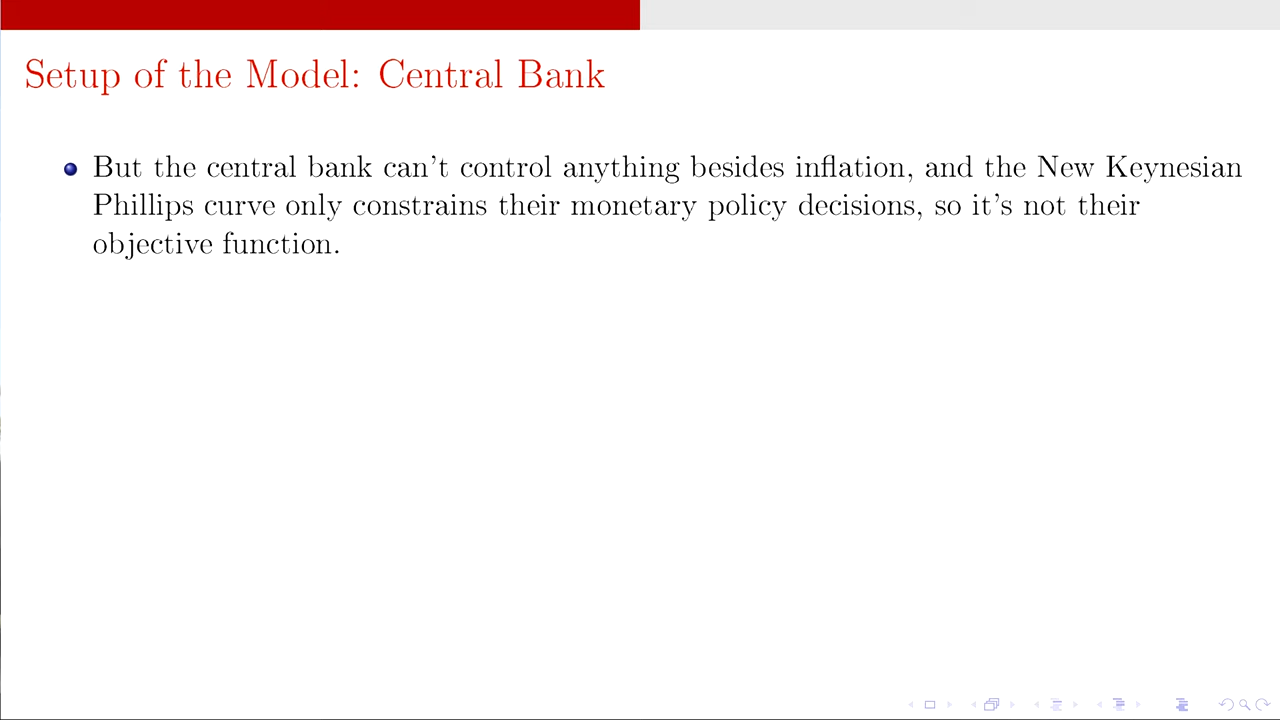 Setup of the Model: Central Bank
But the central bank can't control anything besides inflation, and the New Keynesian
Phillips curve only constrains their monetary policy decisions, so it's not their
objective function.